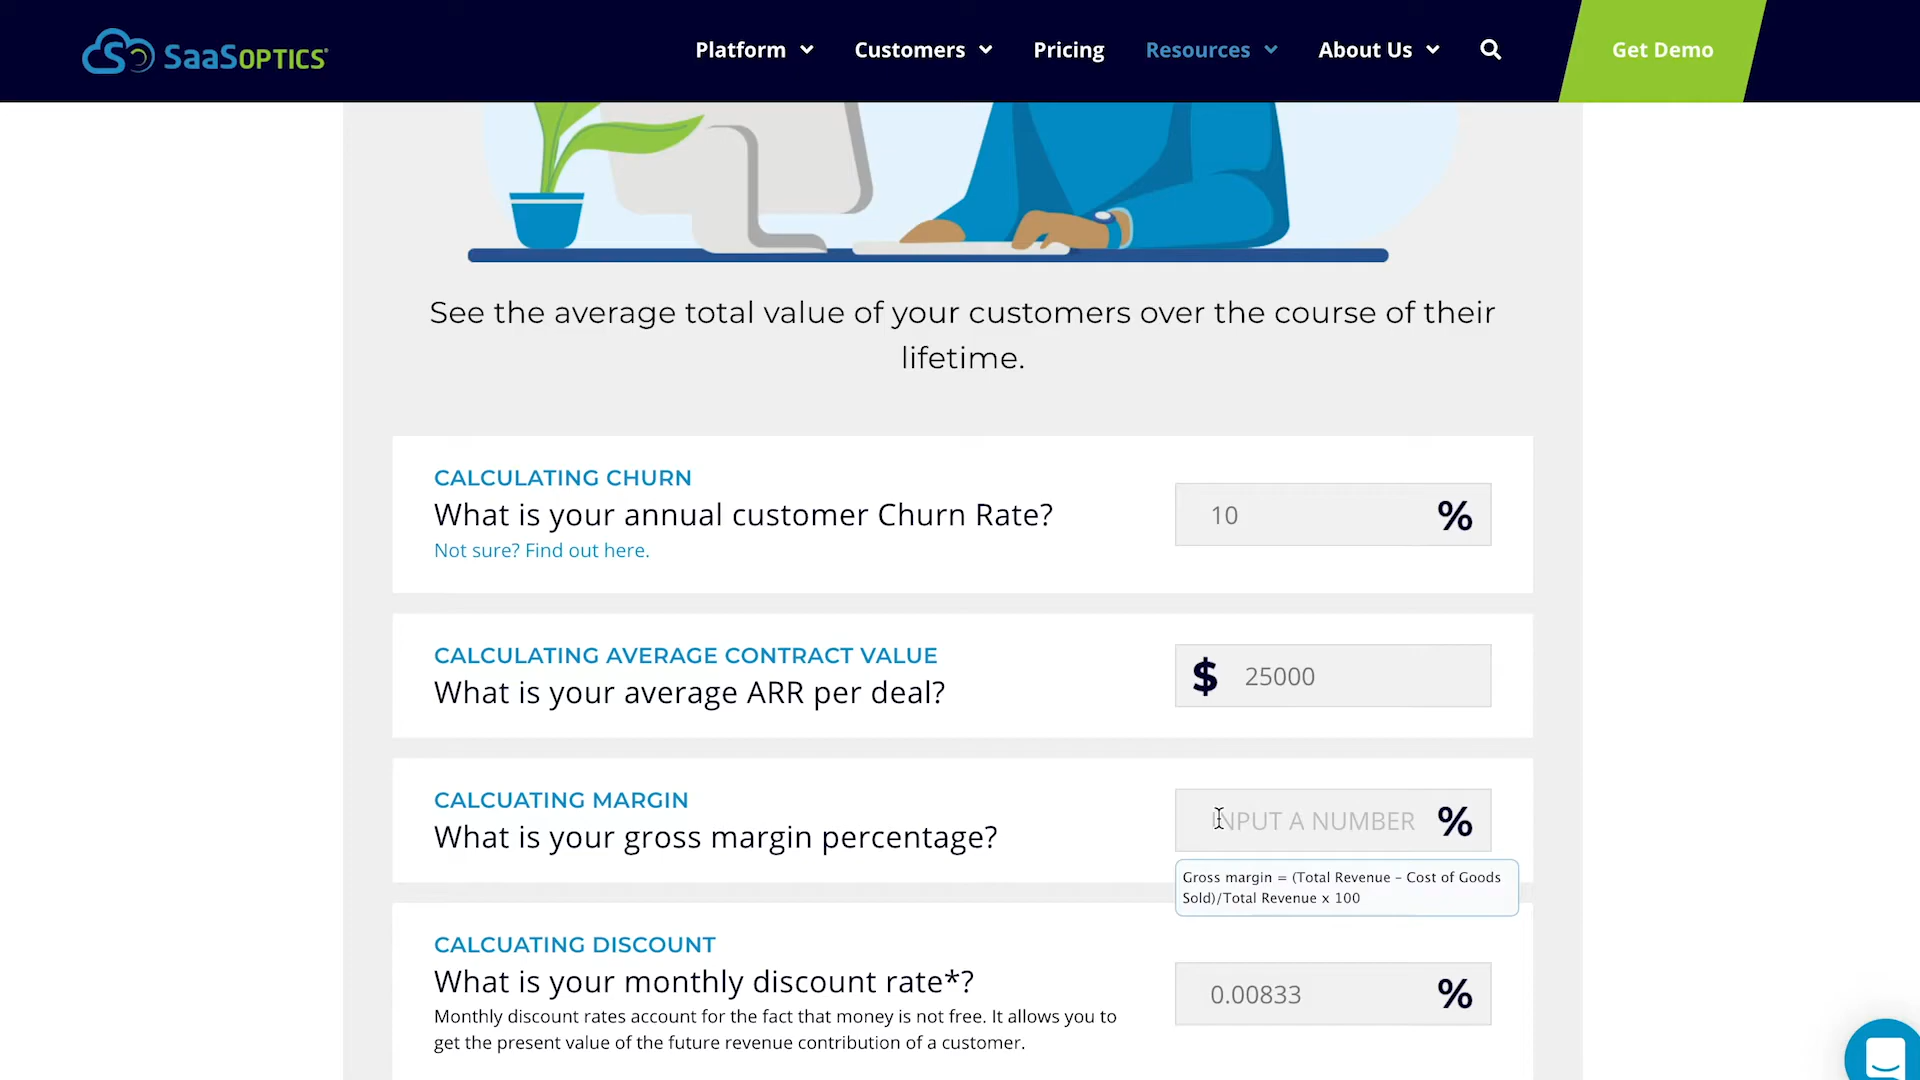 SaaSOPTICS
Platform Customers Pricing Resources About Us Get Demo
See the average total value of your customers over the course of their
lifetime.
CALCULATING CHURN
What is your annual customer Churn Rate?
Not sure? Find out here.
10 %
CALCULATING AVERAGE CONTRACT VALUE
What is your average ARR per deal?
$ 25000
CALCUATING MARGIN
What is your gross margin percentage?
INPUT A NUMBER %
Gross margin = (Total Revenue – Cost of Goods
Sold)/Total Revenue x 100
CALCUATING DISCOUNT
What is your monthly discount rate*?
Monthly discount rates account for the fact that money is not free. It allows you to
get the present value of the future revenue contribution of a customer.
0.00833 %